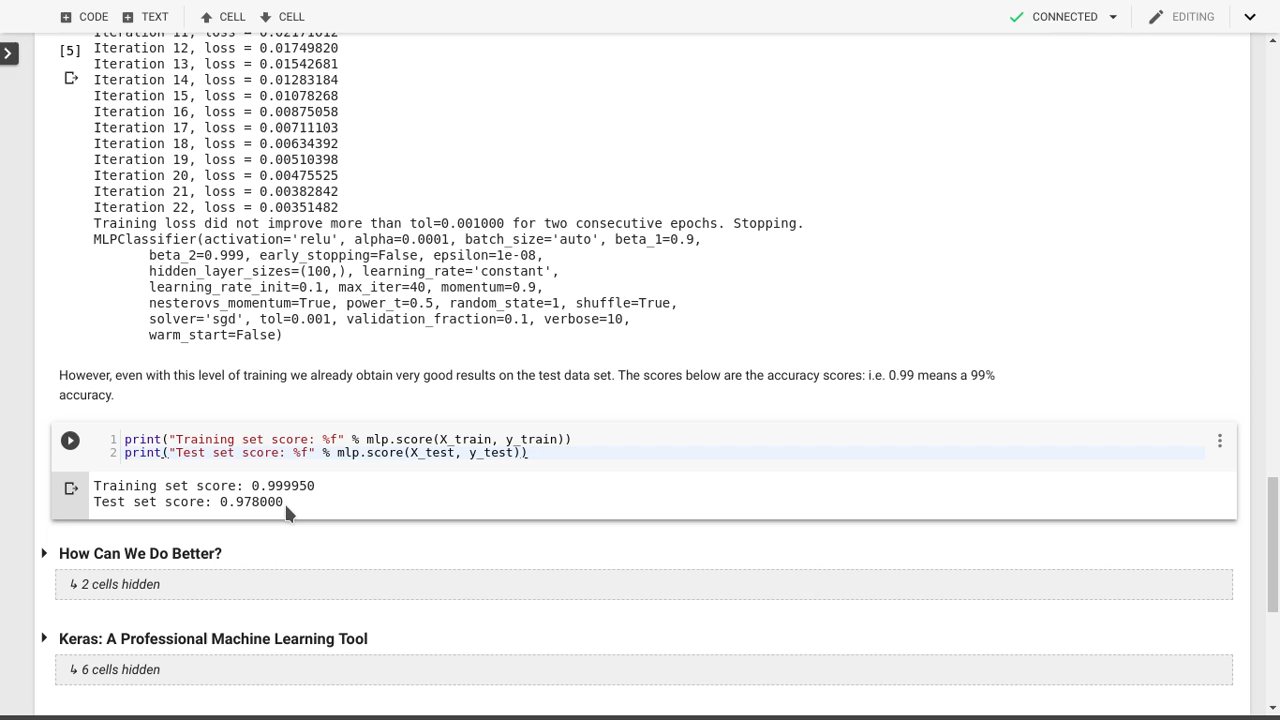 CODE TEXT CELL CELL CONNECTED EDITING
[5]
Iteration 12, loss = 0.01749820
Iteration 13, loss = 0.01542681
Iteration 14, loss = 0.01283184
Iteration 15, loss = 0.01078268
Iteration 16, loss = 0.00875058
Iteration 17, loss = 0.00711103
Iteration 18, loss = 0.00634392
Iteration 19, loss = 0.00510398
Iteration 20, loss = 0.00475525
Iteration 21, loss = 0.00382842
Iteration 22, loss = 0.00351482
Training loss did not improve more than tol=0.001000 for two consecutive epochs. Stopping.
MLPClassifier(activation='relu', alpha=0.0001, batch_size='auto', beta_1=0.9,
beta_2=0.999, early_stopping=False, epsilon=1e-08,
hidden_layer_sizes=(100,), learning_rate='constant',
learning_rate_init=0.1, max_iter=40, momentum=0.9,
nesterovs_momentum=True, power_t=0.5, random_state=1, shuffle=True,
solver='sgd', tol=0.001, validation_fraction=0.1, verbose=10,
warm_start=False)
However, even with this level of training we already obtain very good results on the test data set. The scores below are the accuracy scores: i.e. 0.99 means a 99%
accuracy.
1 print("Training set score: %f" % mlp.score(X_train, y_train))
2 print("Test set score: %f" % mlp.score(X_test, y_test))
Training set score: 0.999950
Test set score: 0.978000
How Can We Do Better?
↳ 2 cells hidden
Keras: A Professional Machine Learning Tool
↳ 6 cells hidden